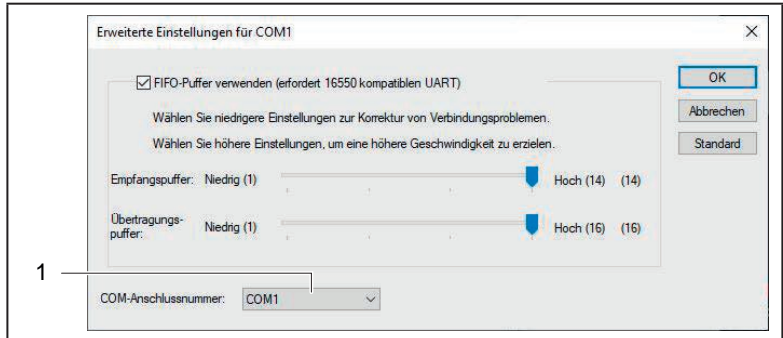 Erweiterte Einstellungen für COM1
FIFO-Puffer verwenden (erfordert 16550 kompatiblen UART)
OK
Wählen Sie niedrigere Einstellungen zur Korrektur von Verbindungsproblemen.
Abbrechen
Wählen Sie höhere Einstellungen, um eine höhere Geschwindigkeit zu erzielen.
Standard
Empfangspuffer: Niedrig (1) Hoch (14) (14)
Übertragungs-
puffer: Niedrig (1) Hoch (16) (16)
1
COM-Anschlussnummer: COM1